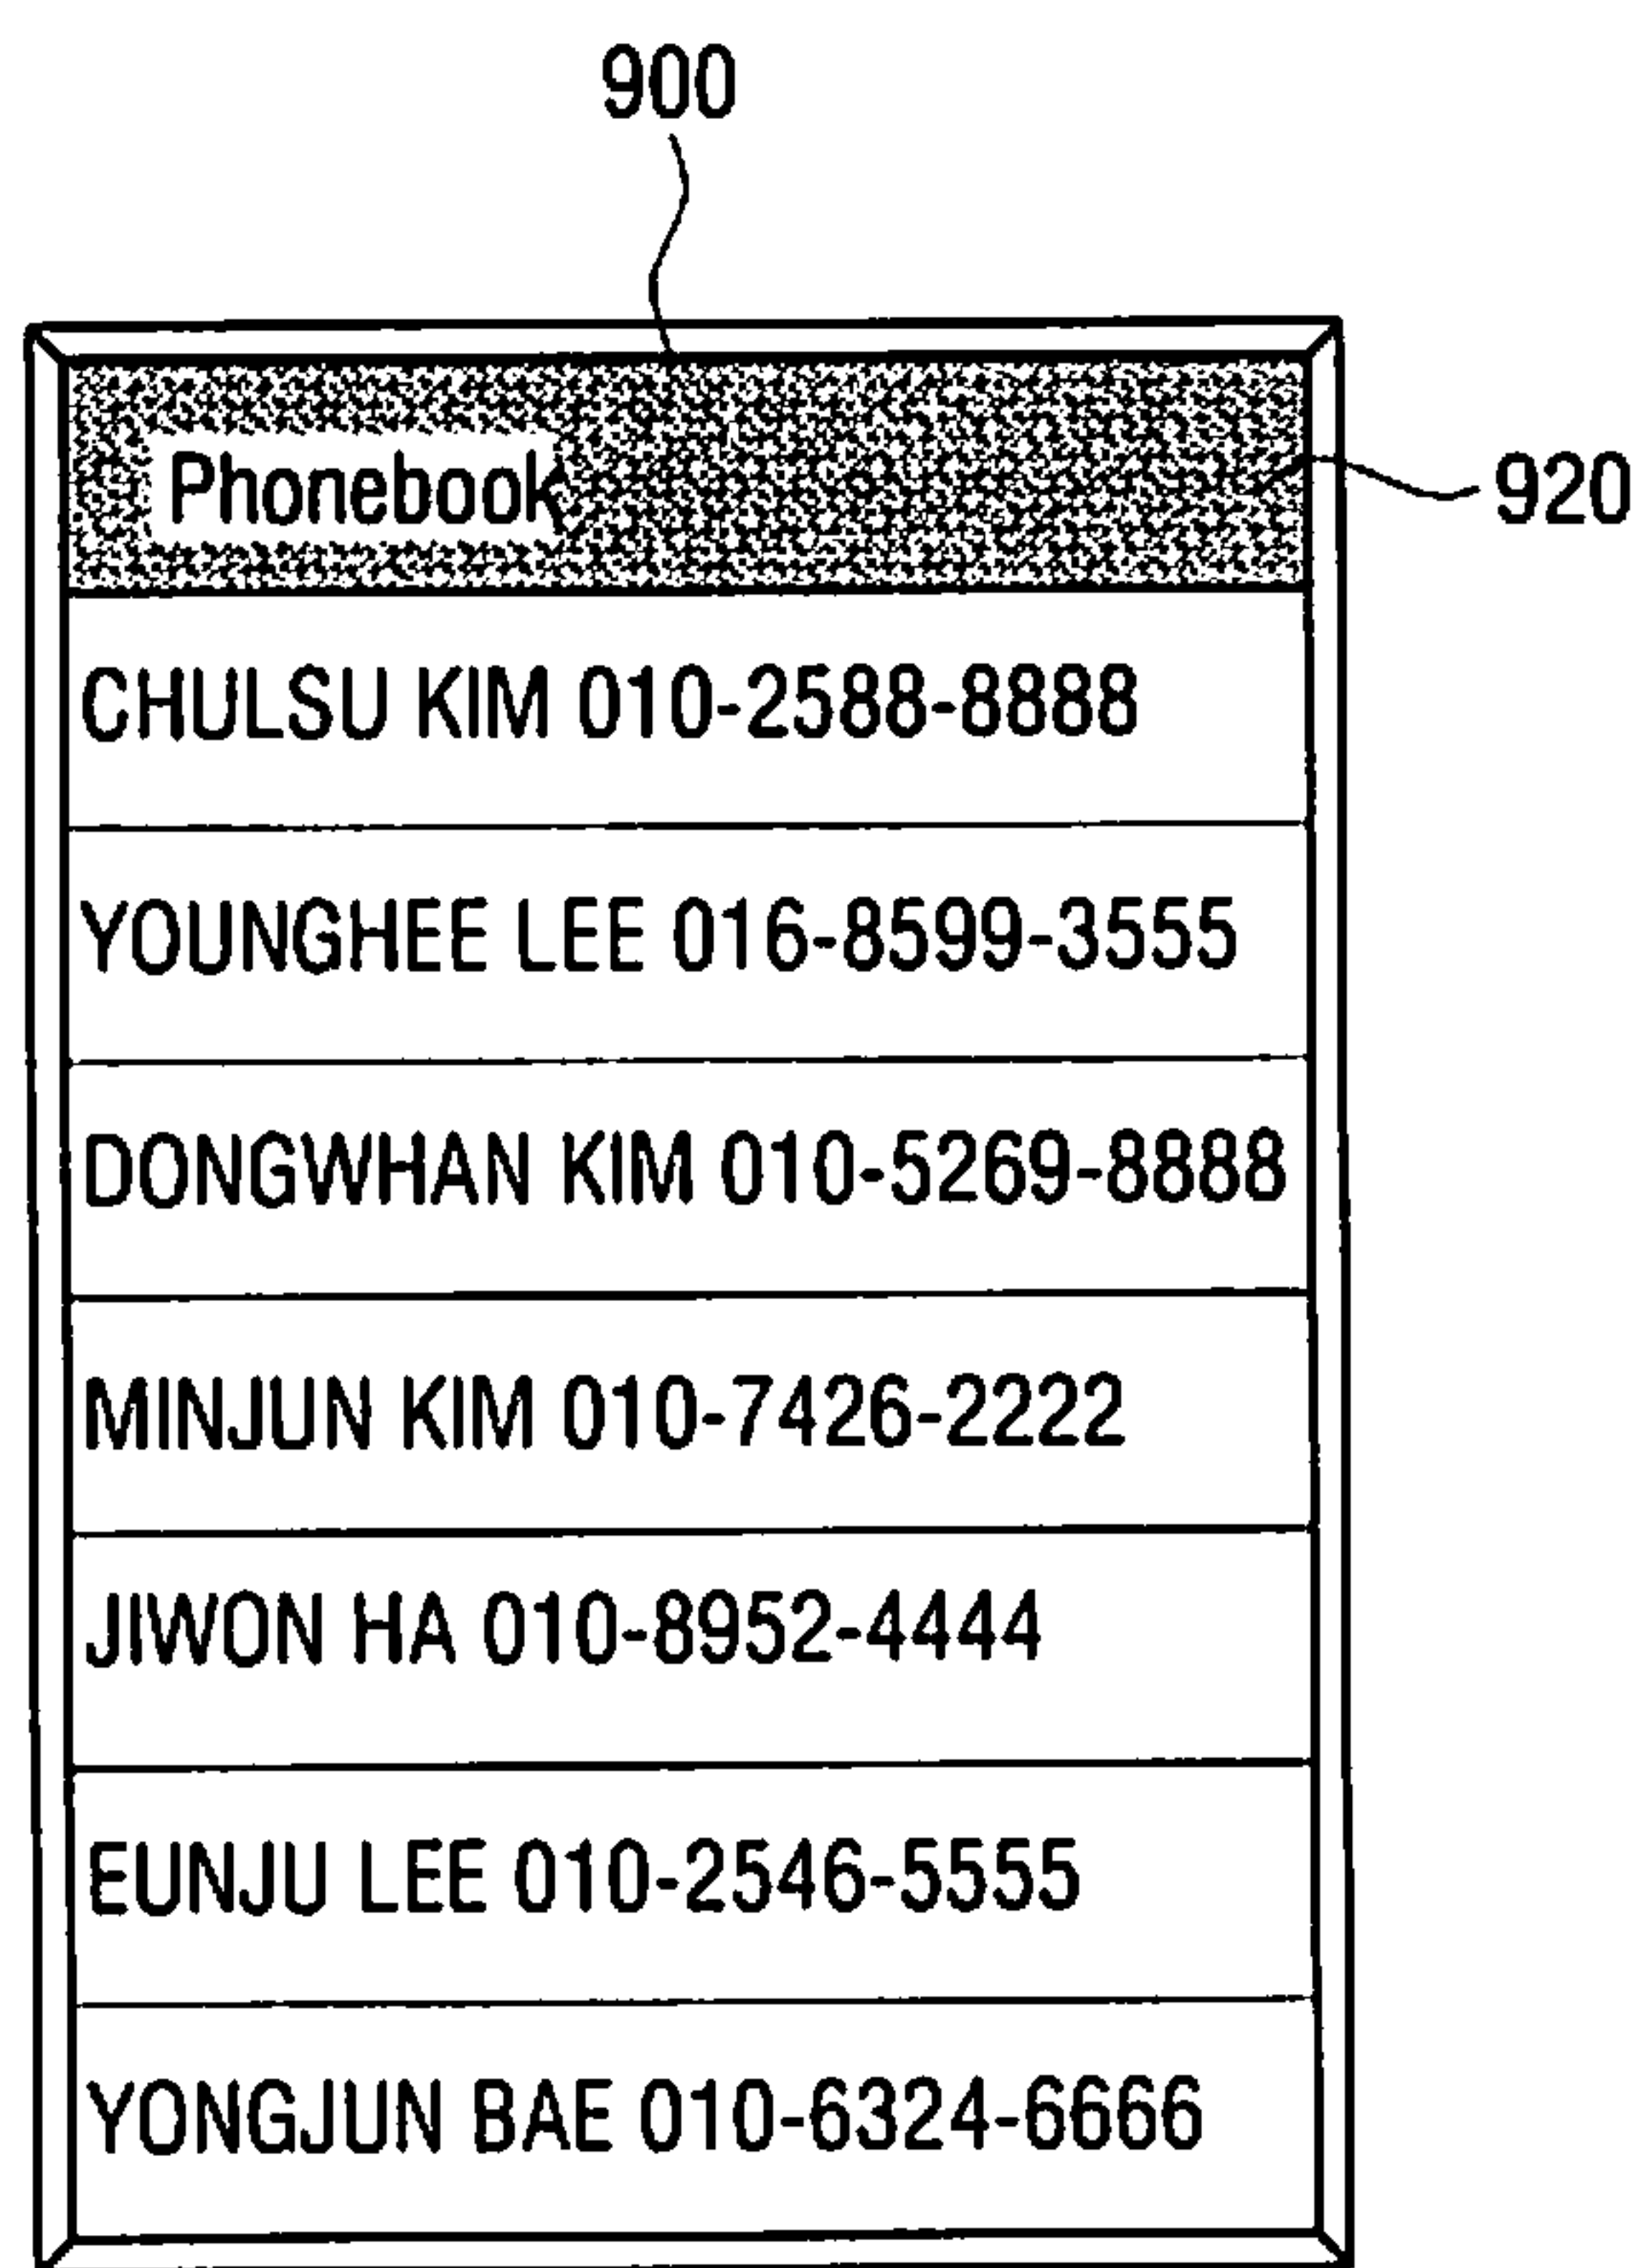 900
Phonebook
920
CHULSU KIM 010-2588-8888
YOUNGHEE LEE 016-8599-3555
DONGWHAN KIM 010-5269-8888
MINJUN KIM 010-7426-2222
JIWON HA 010-8952-4444
EUNJU LEE 010-2546-5555
YONGJUN BAE 010-6324-6666